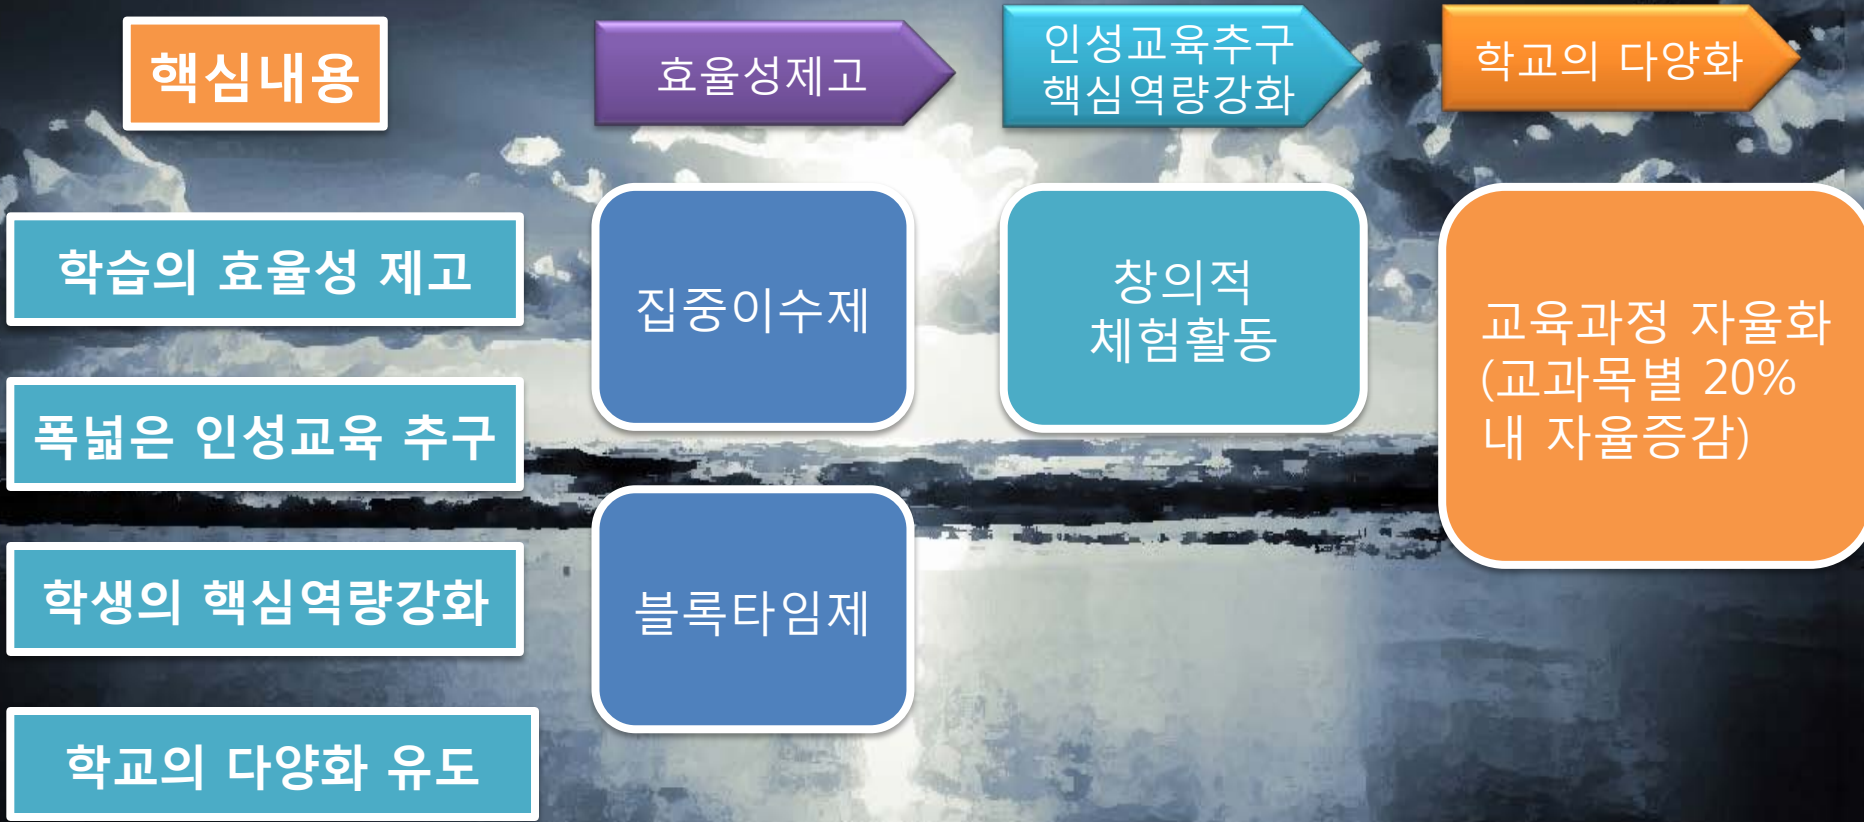 핵심내용
학습의 효율성 제고
폭넓은 인성교육 추구
학생의 핵심역량강화
학교의 다양화 유도
효율성제고
집중이수제
블록타임제
인성교육추구
핵심역량강화
창의적
체험활동
학교의 다양화
교육과정 자율화
(교과목별 20%
내 자율증감)